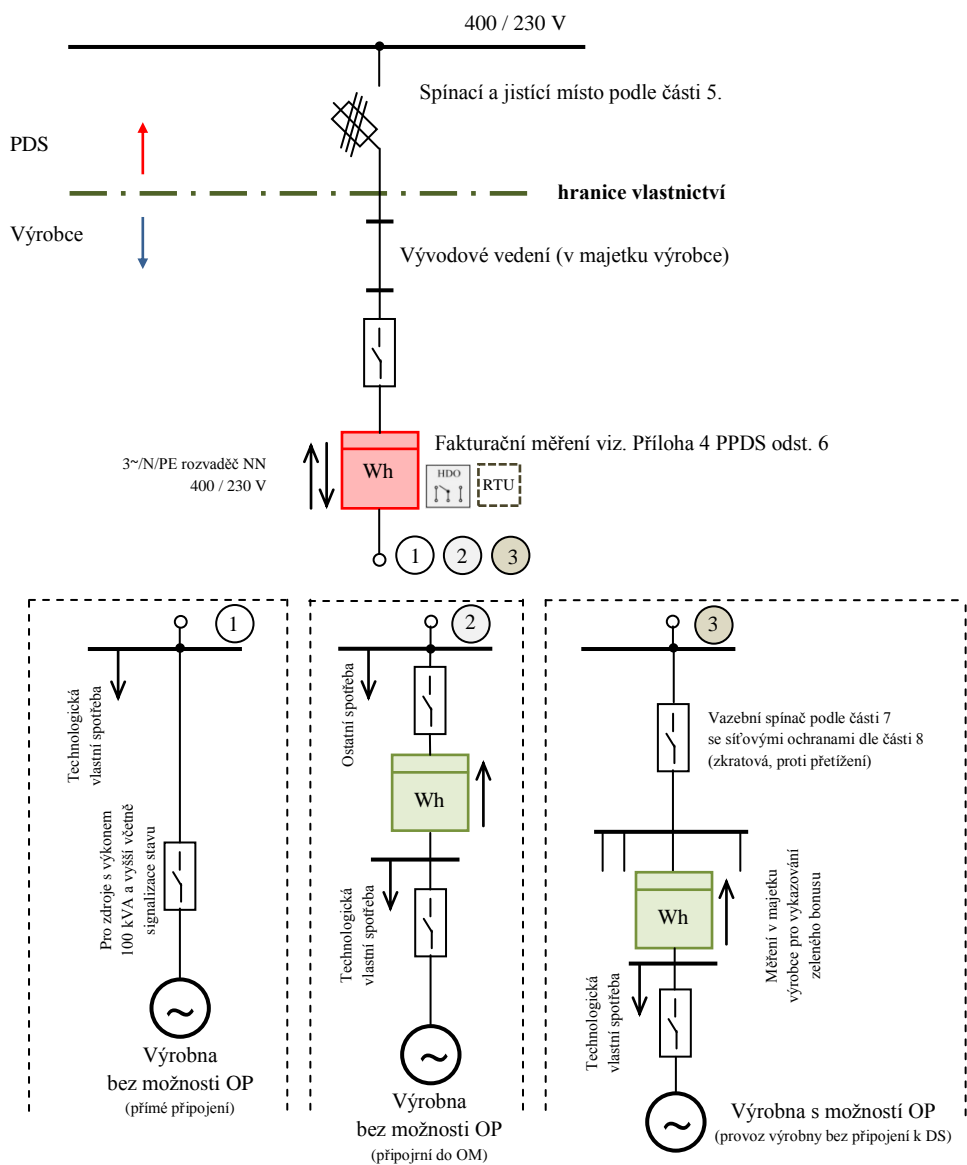 400 / 230 V
Spínací a jistící místo podle části 5.
PDS
hranice vlastnictví
Výrobce
Vývodové vedení (v majetku výrobce)
Fakturační měření viz. Příloha 4 PPDS odst. 6
3~/N/PE rozvaděč NN
400 / 230 V
Wh
HDO
RTU
1
2
3
1
Technologická
vlastní spotřeba
Pro zdroje s výkonem
100 kVA a vyšší včetně
signalizace stavu
~
Výrobna
bez možnosti OP
(přímé připojení)
2
Ostatní spotřeba
Wh
Technologická
vlastní spotřeba
~
Výrobna
bez možnosti OP
(připojrní do OM)
3
Vazební spínač podle části 7
se síťovými ochranami dle části 8
(zkratová, proti přetížení)
Wh
Měření v majetku
výrobce pro vykazování
zeleného bonusu
Technologická
vlastní spotřeba
~
Výrobna s možností OP
(provoz výrobny bez připojení k DS)